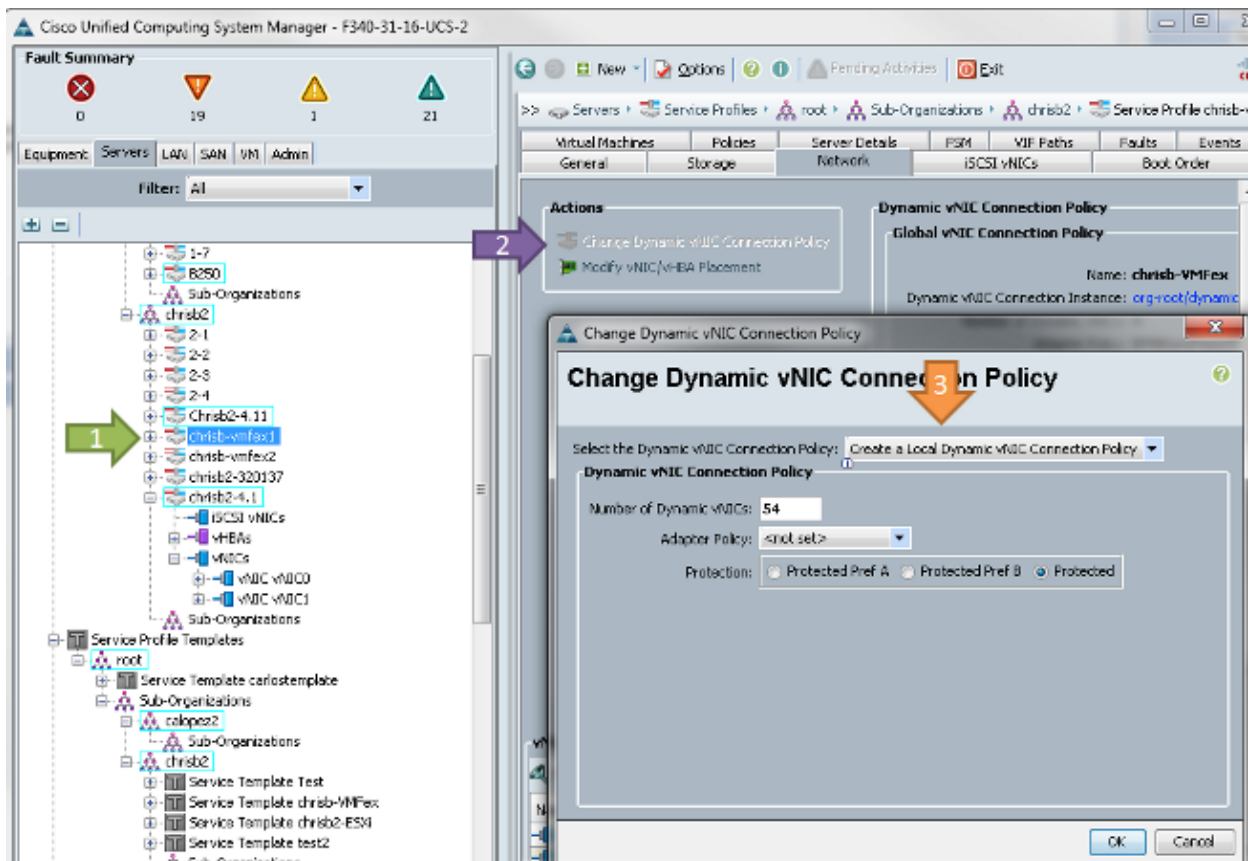 Cisco Unified Computing System Manager - F340-31-16-UCS-2
Fault Summary
0 19 1 21
Equipment Servers LAN SAN VM Admin
Filter: All
1-7
B250
Sub-Organizations
chrisb2
2-1
2-2
2-3
2-4
Chrisb2-4.11
1
chrisb-vmfex1
chrisb-vmfex2
chrisb2-320137
chrisb2-4.1
iSCSI vNICs
vHBAs
vNICs
vNIC vNIC0
vNIC vNIC1
Sub-Organizations
Service Profile Templates
root
Service Template carlostemplate
Sub-Organizations
calopez2
Sub-Organizations
chrisb2
Service Template Test
Service Template chrisb-VMFex
Service Template chrisb2-ESXi
Service Template test2
Sub-Organizations
New Options Pending Activities Exit
>> Servers Service Profiles root Sub-Organizations chrisb2 Service Profile chrisb-v
Virtual Machines Policies Server Details FSM VIF Paths Faults Events
General Storage Network iSCSI vNICs Boot Order
Actions
2
Change Dynamic vNIC Connection Policy
Modify vNIC/vHBA Placement
Dynamic vNIC Connection Policy
Global vNIC Connection Policy
Name: chrisb-VMFex
Dynamic vNIC Connection Instance: org-root/dynamic
Change Dynamic vNIC Connection Policy
Change Dynamic vNIC Connection Policy
3
Select the Dynamic vNIC Connection Policy: Create a Local Dynamic vNIC Connection Policy
Dynamic vNIC Connection Policy
Number of Dynamic vNICs: 54
Adapter Policy: <not set>
Protection: Protected Pref A Protected Pref B Protected
OK Cancel